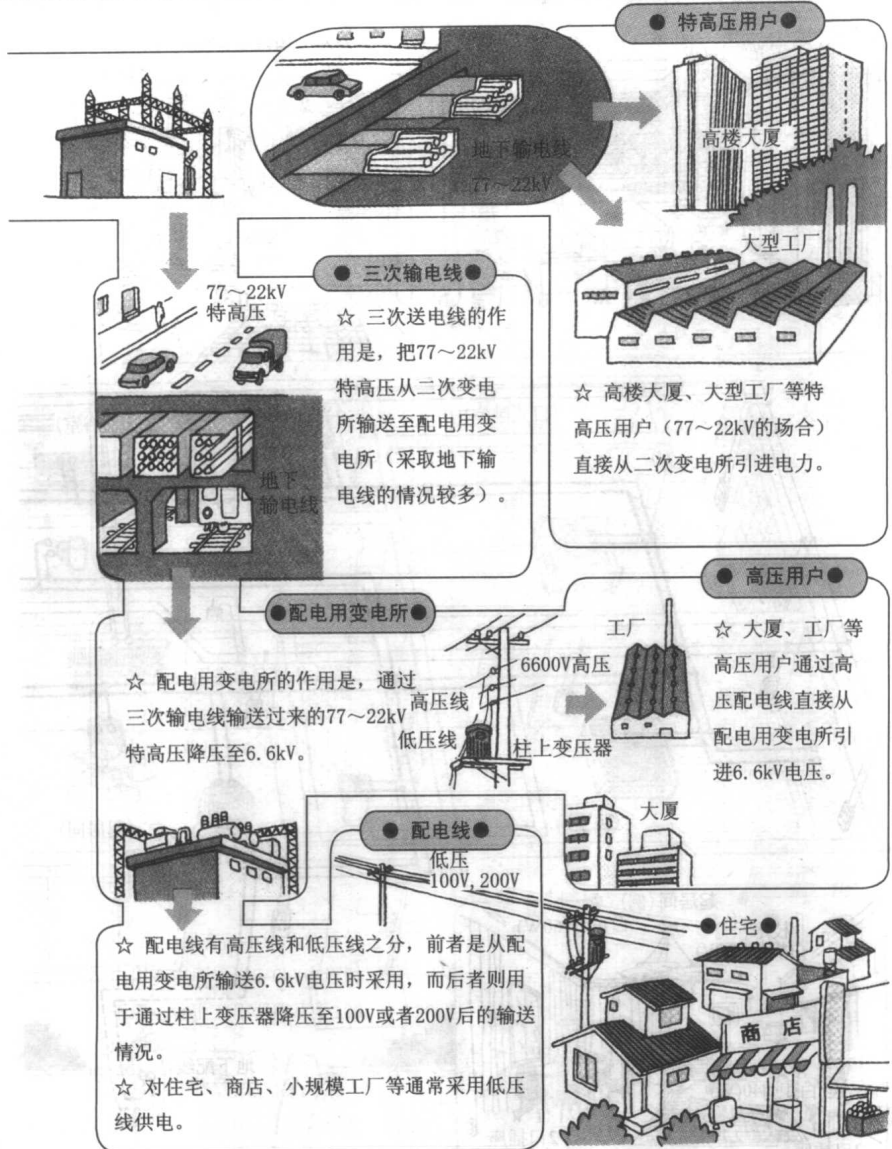 ● 特高压用户●
高楼大厦
地下输电线
77～22kV
大型工厂
☆ 高楼大厦、大型工厂等特
高压用户（77～22kV的场合）
直接从二次变电所引进电力。
● 三次输电线●
77～22kV
特高压
☆ 三次送电线的作
用是，把77～22kV
特高压从二次变电
所输送至配电用变
电所（采取地下输
电线的情况较多）。
地下
输电线
●配电用变电所●
☆ 配电用变电所的作用是，通过
三次输电线输送过来的77～22kV
特高压降压至6.6kV。
6600V高压
高压线
低压线
柱上变压器
● 高压用户●
工厂
☆ 大厦、工厂等
高压用户通过高
压配电线直接从
配电用变电所引
进6.6kV电压。
大厦
● 配电线●
低压
100V,200V
☆ 配电线有高压线和低压线之分，前者是从配
电用变电所输送6.6kV电压时采用，而后者则用
于通过柱上变压器降压至100V或者200V后的输送
情况。
☆ 对住宅、商店、小规模工厂等通常采用低压
线供电。
●住宅●
商店